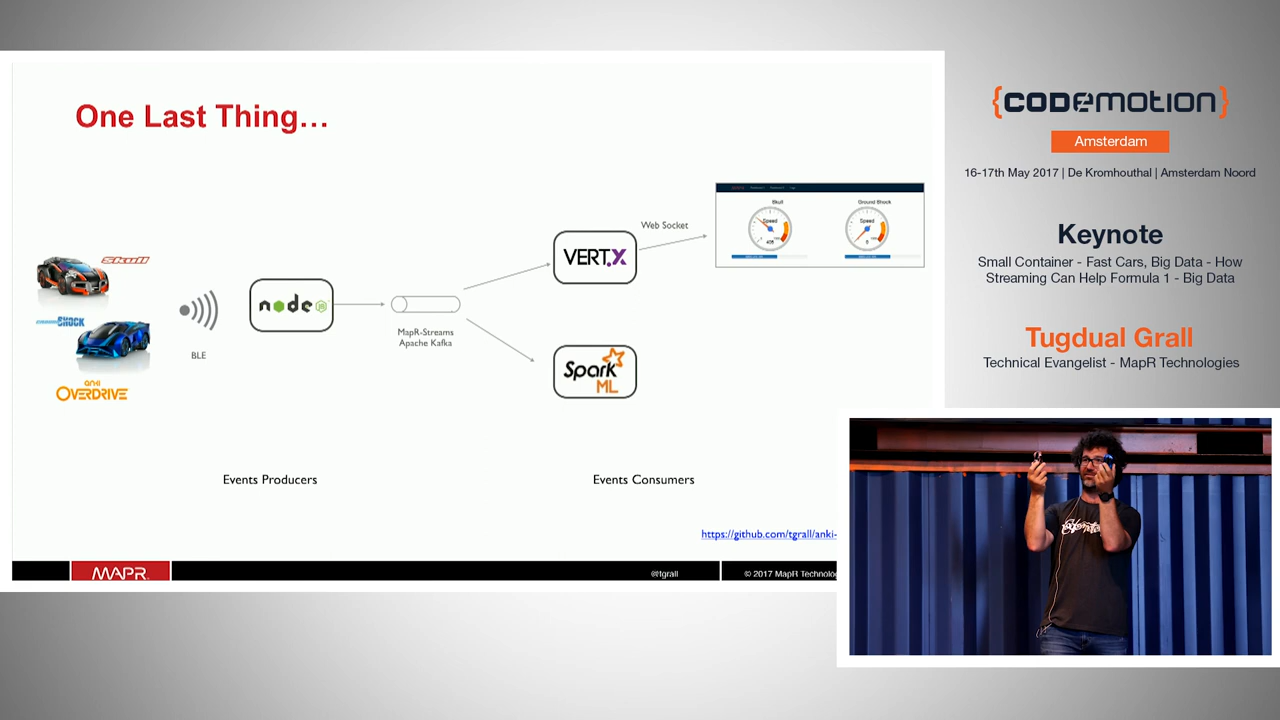 One Last Thing…
Skull
SHOCK
anki
OVERDRIVE
BLE
node
JS
MapR-Streams
Apache Kafka
VERT.X
Spark
ML
Web Socket
Skull
Speed
Ground Shock
Speed
Events Producers
Events Consumers
https://github.com/tgrall/anki-
MAPR
@tgrall
© 2017 MapR Technolo
{CODEMOTION}
Amsterdam
16-17th May 2017 | De Kromhouthal | Amsterdam Noord
Keynote
Small Container - Fast Cars, Big Data - How
Streaming Can Help Formula 1 - Big Data
Tugdual Grall
Technical Evangelist - MapR Technologies